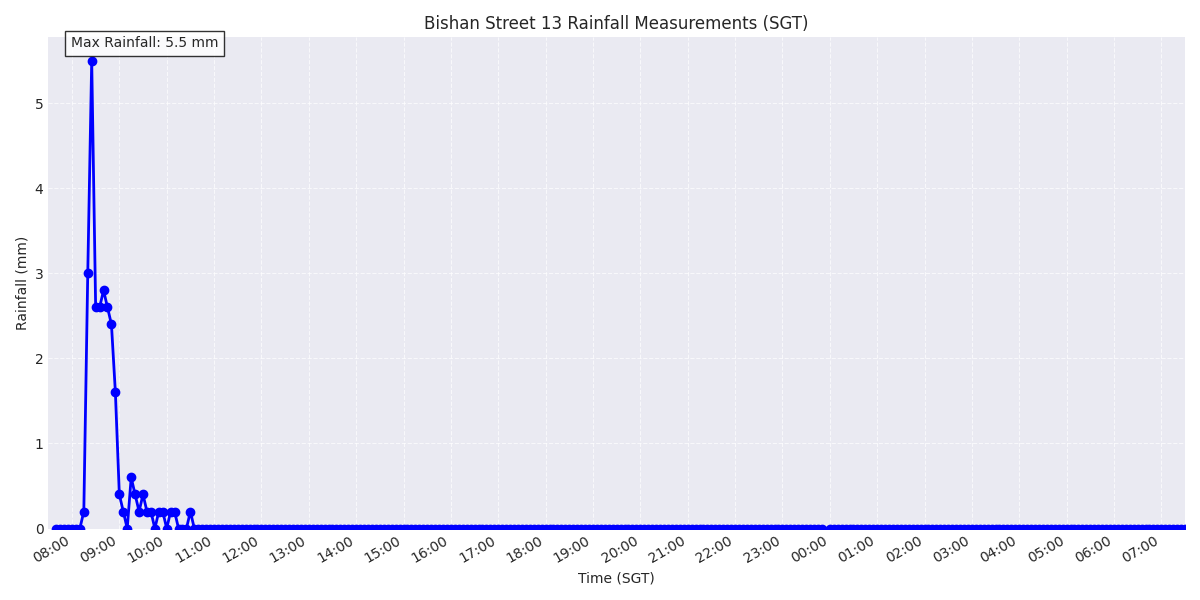 Bishan Street 13 Rainfall Measurements (SGT)
Max Rainfall: 5.5 mm
5
4
3
2
1
0
Rainfall (mm)
08:00 09:00 10:00 11:00 12:00 13:00 14:00 15:00 16:00 17:00 18:00 19:00 20:00 21:00 22:00 23:00 00:00 01:00 02:00 03:00 04:00 05:00 06:00 07:00
Time (SGT)